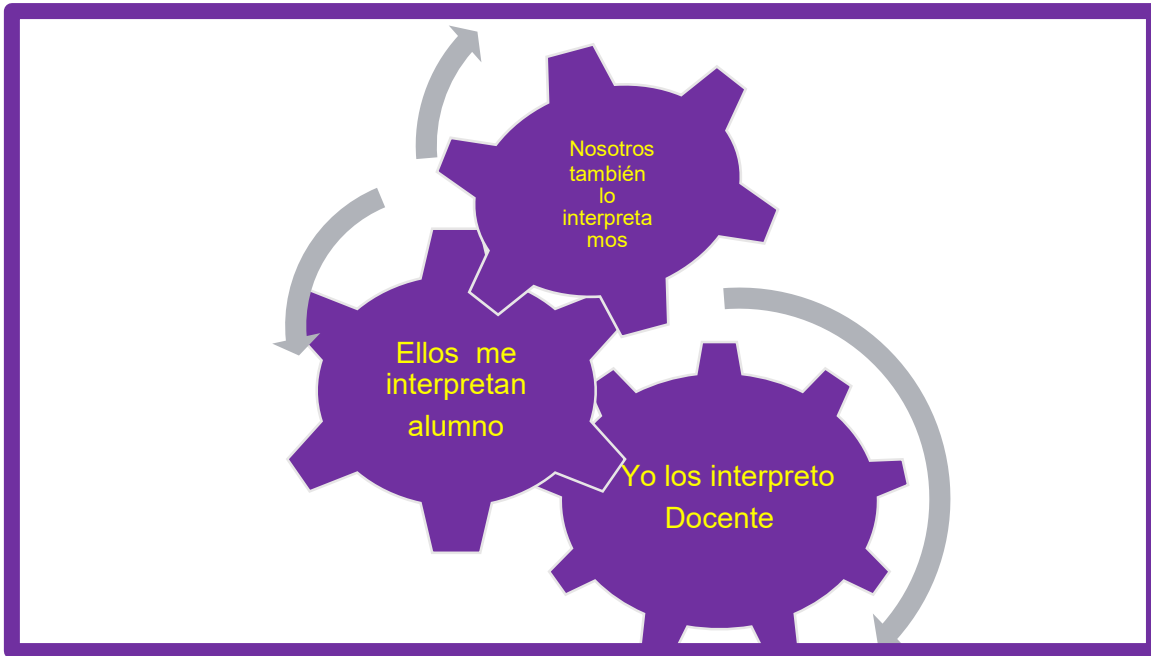 Nosotros
también
lo
interpreta
mos
Ellos me
interpretan
alumno
Yo los interpreto
Docente